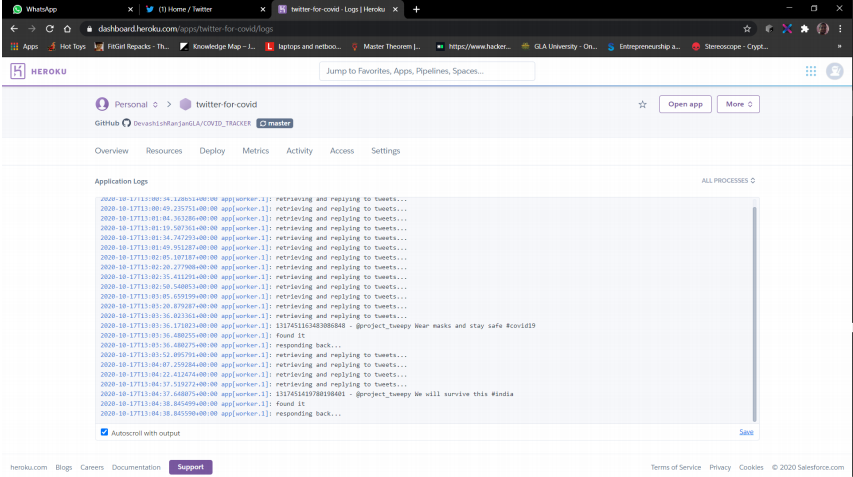 WhatsApp
(1) Home / Twitter
twitter-for-covid · Logs | Heroku
dashboard.heroku.com/apps/twitter-for-covid/logs
Apps Hot Toys FitGirl Repacks - Th... Knowledge Map – J... laptops and netboo... Master Theorem |... https://www.hacker... GLA University - On... Entrepreneurship a... Stereoscope - Crypt...
HEROKU
Jump to Favorites, Apps, Pipelines, Spaces...
Personal > twitter-for-covid
Open app
More
GitHub DevashishRanjanGLA/COVID_TRACKER master
Overview Resources Deploy Metrics Activity Access Settings
Application Logs
ALL PROCESSES
2020-10-17T13:00:34.128651+00:00 app[worker.1]: retrieving and replying to tweets...
2020-10-17T13:00:49.235751+00:00 app[worker.1]: retrieving and replying to tweets...
2020-10-17T13:01:04.363286+00:00 app[worker.1]: retrieving and replying to tweets...
2020-10-17T13:01:19.507361+00:00 app[worker.1]: retrieving and replying to tweets...
2020-10-17T13:01:34.747293+00:00 app[worker.1]: retrieving and replying to tweets...
2020-10-17T13:01:49.951287+00:00 app[worker.1]: retrieving and replying to tweets...
2020-10-17T13:02:05.107187+00:00 app[worker.1]: retrieving and replying to tweets...
2020-10-17T13:02:20.277908+00:00 app[worker.1]: retrieving and replying to tweets...
2020-10-17T13:02:35.411291+00:00 app[worker.1]: retrieving and replying to tweets...
2020-10-17T13:02:50.540053+00:00 app[worker.1]: retrieving and replying to tweets...
2020-10-17T13:03:05.659199+00:00 app[worker.1]: retrieving and replying to tweets...
2020-10-17T13:03:20.879287+00:00 app[worker.1]: retrieving and replying to tweets...
2020-10-17T13:03:36.023361+00:00 app[worker.1]: retrieving and replying to tweets...
2020-10-17T13:03:36.171023+00:00 app[worker.1]: 1317451163483086848 - @project_tweepy Wear masks and stay safe #covid19
2020-10-17T13:03:36.480255+00:00 app[worker.1]: found it
2020-10-17T13:03:36.480275+00:00 app[worker.1]: responding back...
2020-10-17T13:03:52.095791+00:00 app[worker.1]: retrieving and replying to tweets...
2020-10-17T13:04:07.259284+00:00 app[worker.1]: retrieving and replying to tweets...
2020-10-17T13:04:22.412474+00:00 app[worker.1]: retrieving and replying to tweets...
2020-10-17T13:04:37.519272+00:00 app[worker.1]: retrieving and replying to tweets...
2020-10-17T13:04:37.648075+00:00 app[worker.1]: 1317451419780198401 - @project_tweepy We will survive this #india
2020-10-17T13:04:38.845499+00:00 app[worker.1]: found it
2020-10-17T13:04:38.845590+00:00 app[worker.1]: responding back...
Autoscroll with output
Save
heroku.com Blogs Careers Documentation Support
Terms of Service Privacy Cookies © 2020 Salesforce.com